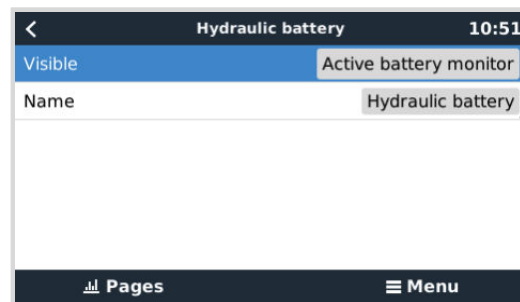 Hydraulic battery 10:51
Visible Active battery monitor
Name Hydraulic battery
Pages Menu